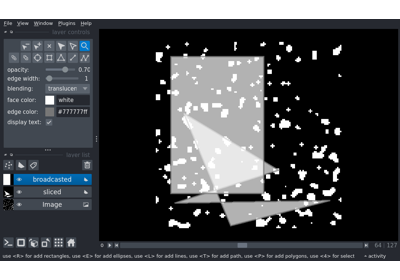 File View Window Plugins Help
layer controls
opacity: 0.70
edge width: 1
blending: translucen
face color: white
edge color: #777777ff
display text:
layer list
broadcasted
sliced
Image
64 127
use <R> for add rectangles, use <E> for add ellipses, use <L> for add lines, use <T> for add path, use <P> for add polygons, use <A> for select
activity